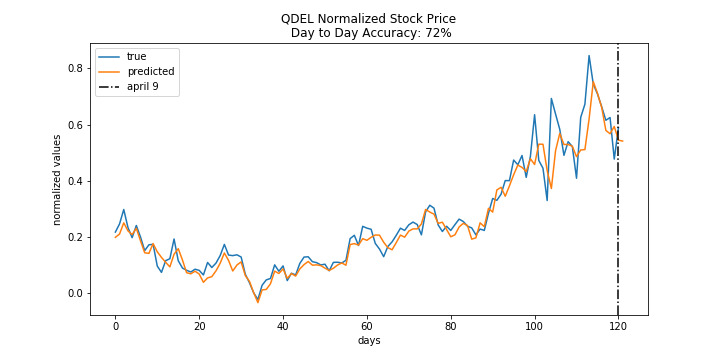 QDEL Normalized Stock Price
Day to Day Accuracy: 72%
true
predicted
april 9
normalized values
0.8
0.6
0.4
0.2
0.0
0 20 40 60 80 100 120
days